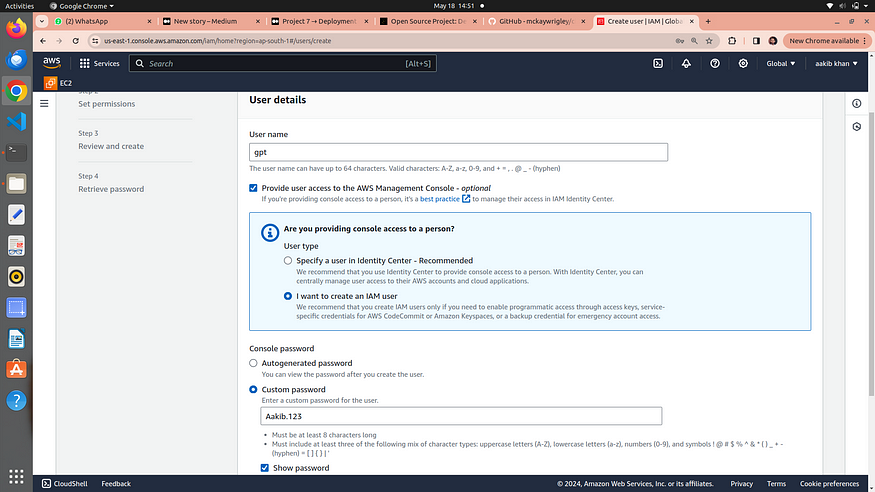 Activities
Google Chrome
May 18 14:51
(2) WhatsApp
New story – Medium
Project 7 → Deployment
Open Source Project: De
GitHub - mckaywrigley/c
Create user | IAM | Global
us-east-1.console.aws.amazon.com/iam/home?region=ap-south-1#/users/create
New Chrome available
aws
Services
Search
[Alt+S]
Global
aakib khan
EC2
Step 2
Set permissions
Step 3
Review and create
Step 4
Retrieve password
User details
User name
gpt
The user name can have up to 64 characters. Valid characters: A-Z, a-z, 0-9, and + = , . @ _ - (hyphen)
Provide user access to the AWS Management Console - optional
If you're providing console access to a person, it's a best practice to manage their access in IAM Identity Center.
Are you providing console access to a person?
User type
Specify a user in Identity Center - Recommended
We recommend that you use Identity Center to provide console access to a person. With Identity Center, you can
centrally manage user access to their AWS accounts and cloud applications.
I want to create an IAM user
We recommend that you create IAM users only if you need to enable programmatic access through access keys, service-
specific credentials for AWS CodeCommit or Amazon Keyspaces, or a backup credential for emergency account access.
Console password
Autogenerated password
You can view the password after you create the user.
Custom password
Enter a custom password for the user.
Aakib.123
• Must be at least 8 characters long
• Must include at least three of the following mix of character types: uppercase letters (A-Z), lowercase letters (a-z), numbers (0-9), and symbols ! @ # $ % ^ & * ( ) _ + -
(hyphen) = [ ] { } | '
Show password
CloudShell
Feedback
© 2024, Amazon Web Services, Inc. or its affiliates.
Privacy
Terms
Cookie preferences